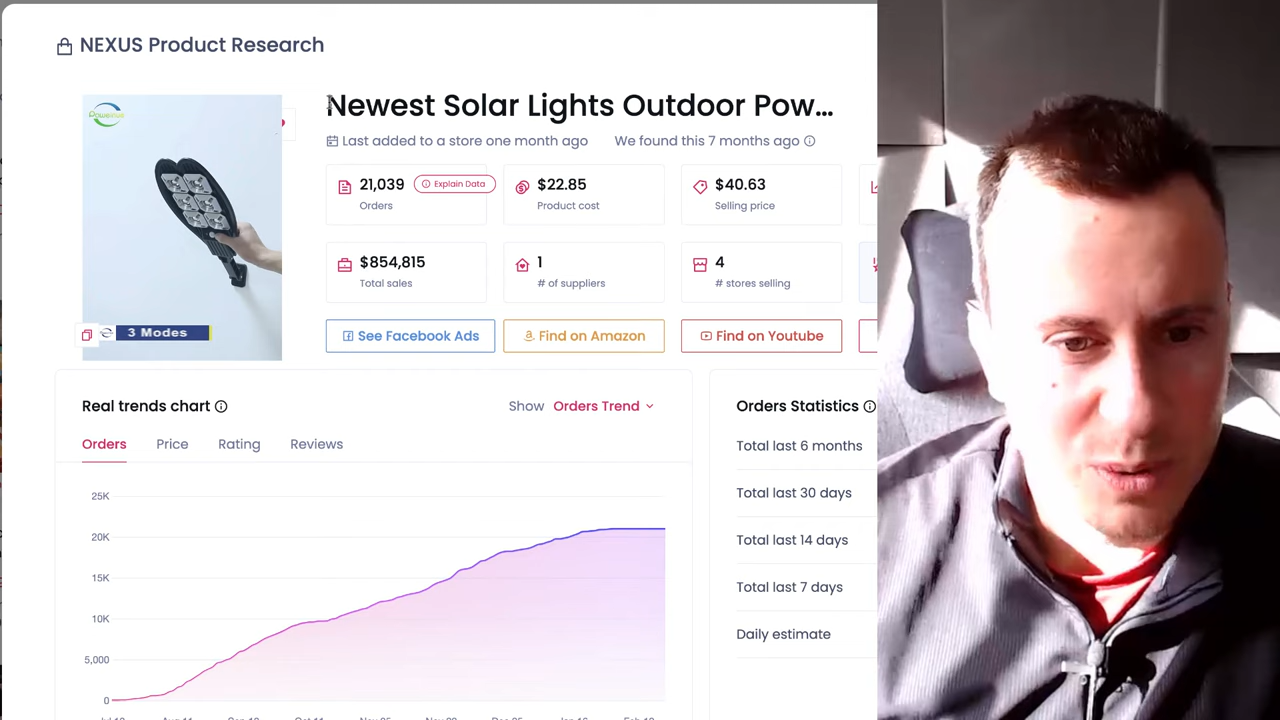 NEXUS Product Research
Newest Solar Lights Outdoor Pow...
Last added to a store one month ago We found this 7 months ago
21,039 Explain Data
Orders
$22.85
Product cost
$40.63
Selling price
$854,815
Total sales
1
# of suppliers
4
# stores selling
3 Modes
See Facebook Ads
Find on Amazon
Find on Youtube
Real trends chart
Show Orders Trend
Orders Price Rating Reviews
25K
20K
15K
10K
5,000
0
Orders Statistics
Total last 6 months
Total last 30 days
Total last 14 days
Total last 7 days
Daily estimate